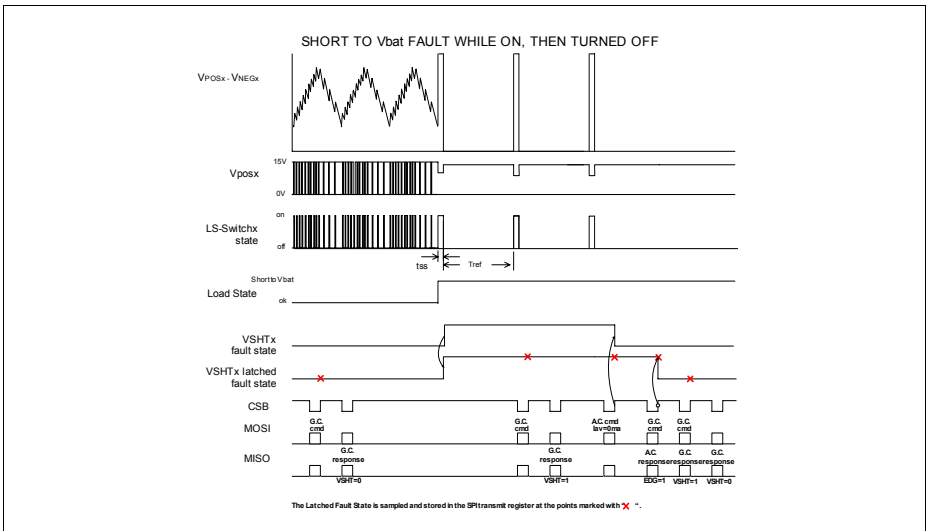 SHORT TO Vbat FAULT WHILE ON, THEN TURNED OFF
VPOSx - VNEGx
15V
Vposx
0V
on
LS-Switchx
state
off
tss
Tref
Short to Vbat
Load State
ok
VSHTx
fault state
VSHTx latched
fault state
CSB
G.C. cmd
G.C. cmd
A.C. cmd Iav=0ma
G.C. cmd
G.C. cmd
MOSI
G.C. response
G.C. response
A.C. response
G.C. response
G.C. response
MISO
VSHT=0
VSHT=1
EDG=1
VSHT=1
VSHT=0
The Latched Fault State is sampled and stored in the SPI transmit register at the points marked with " X ".